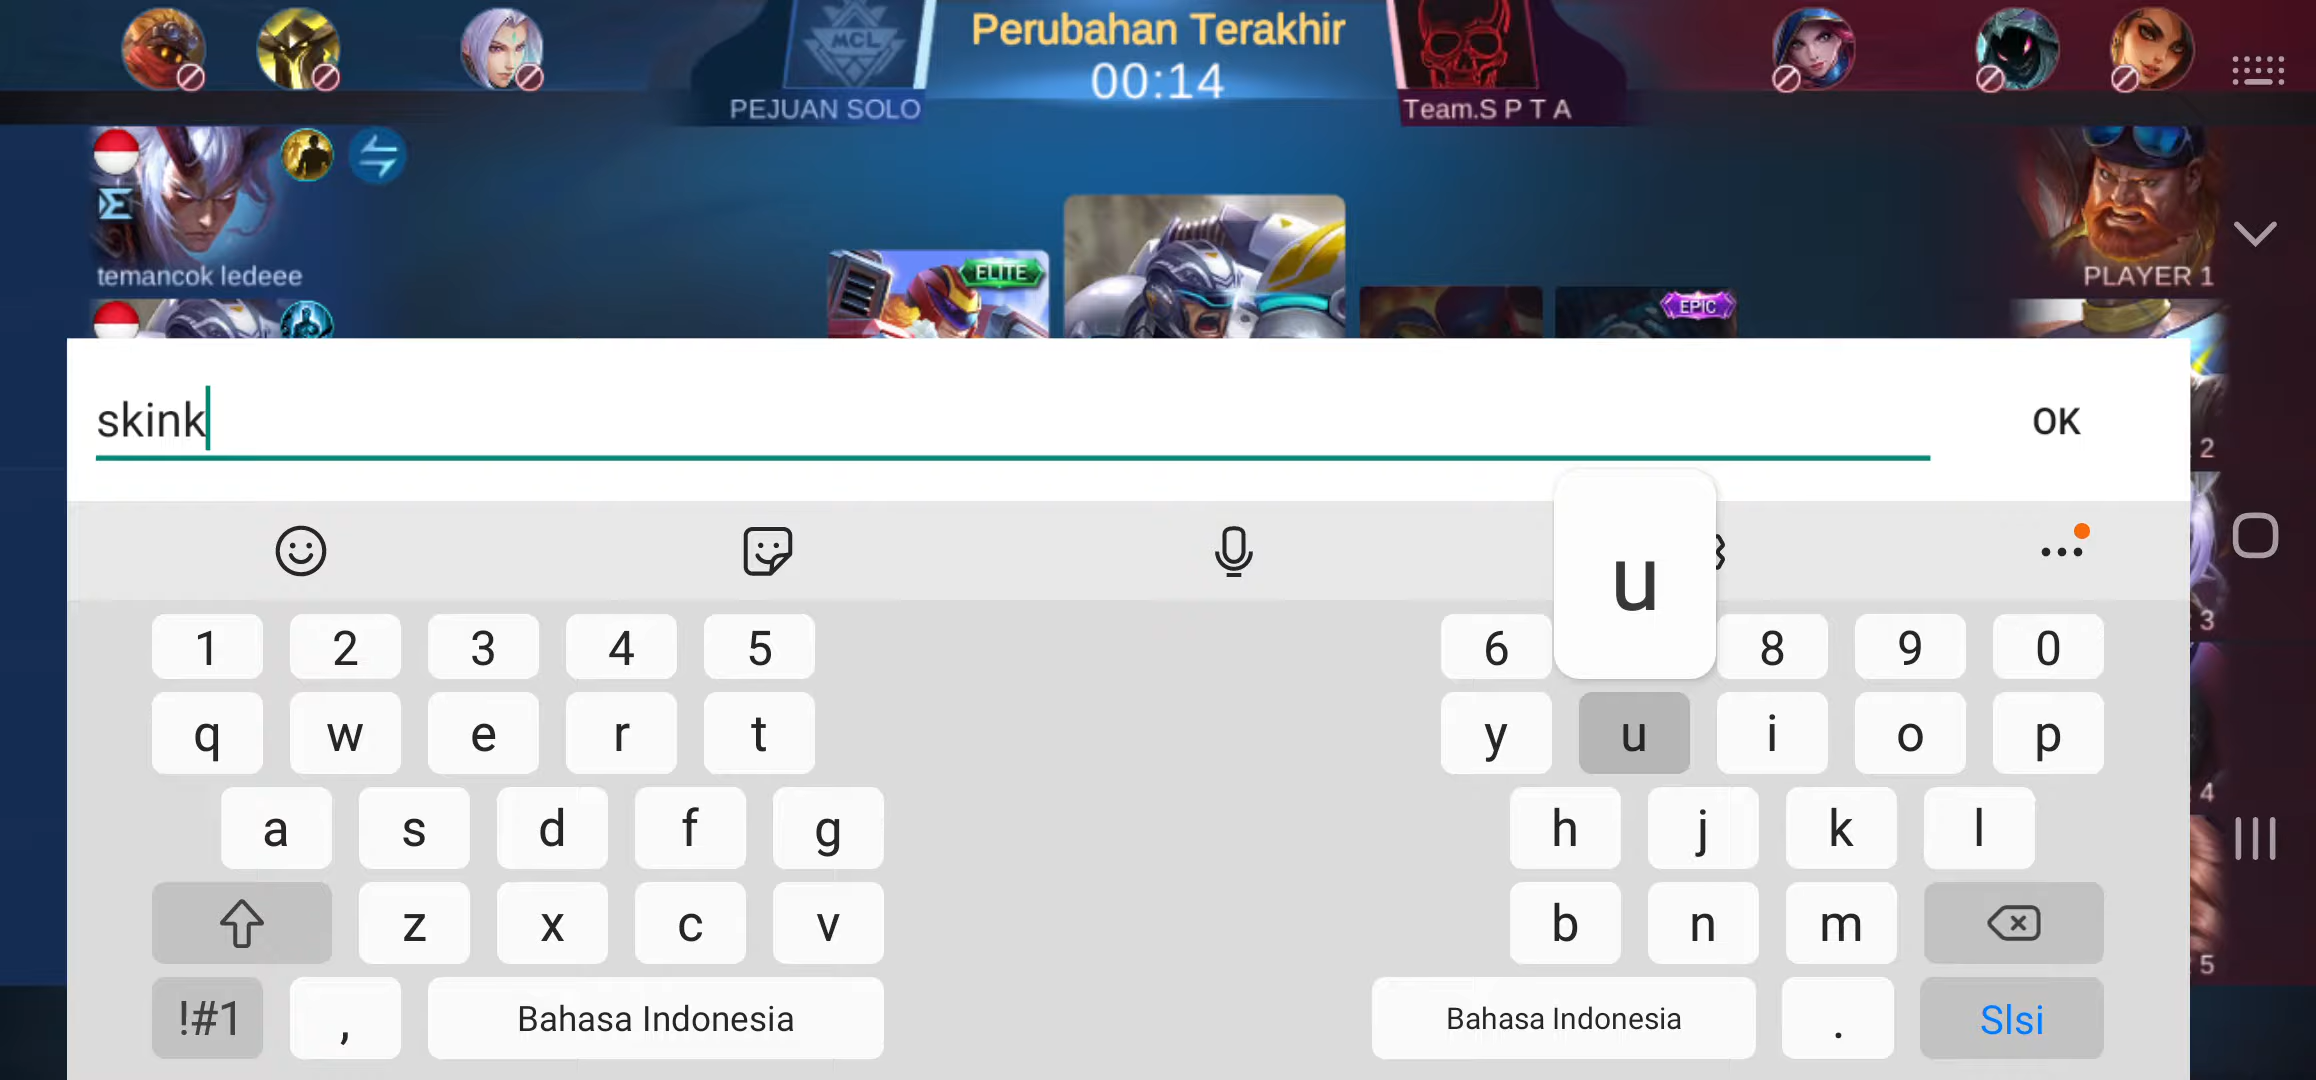 MCL
Perubahan Terakhir
00:14
PEJUAN SOLO
Team.S P T A
temancok ledeee
PLAYER 1
ELITE
EPIC
skink
OK
2
u
1 2 3 4 5 6 8 9 0
q w e r t y u i o p
3
a s d f g h j k l
4
z x c v b n m
5
!#1 , Bahasa Indonesia Bahasa Indonesia . Slsi